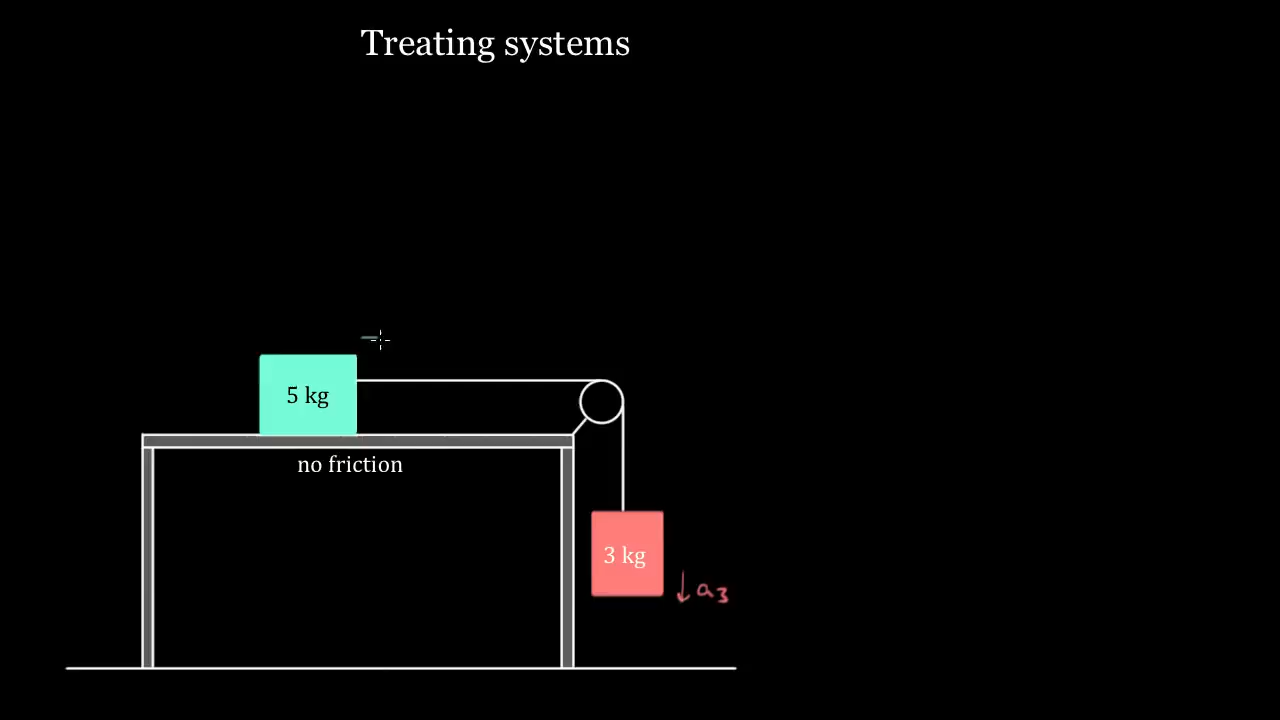 Treating systems
5 kg
no friction
3 kg
a₃